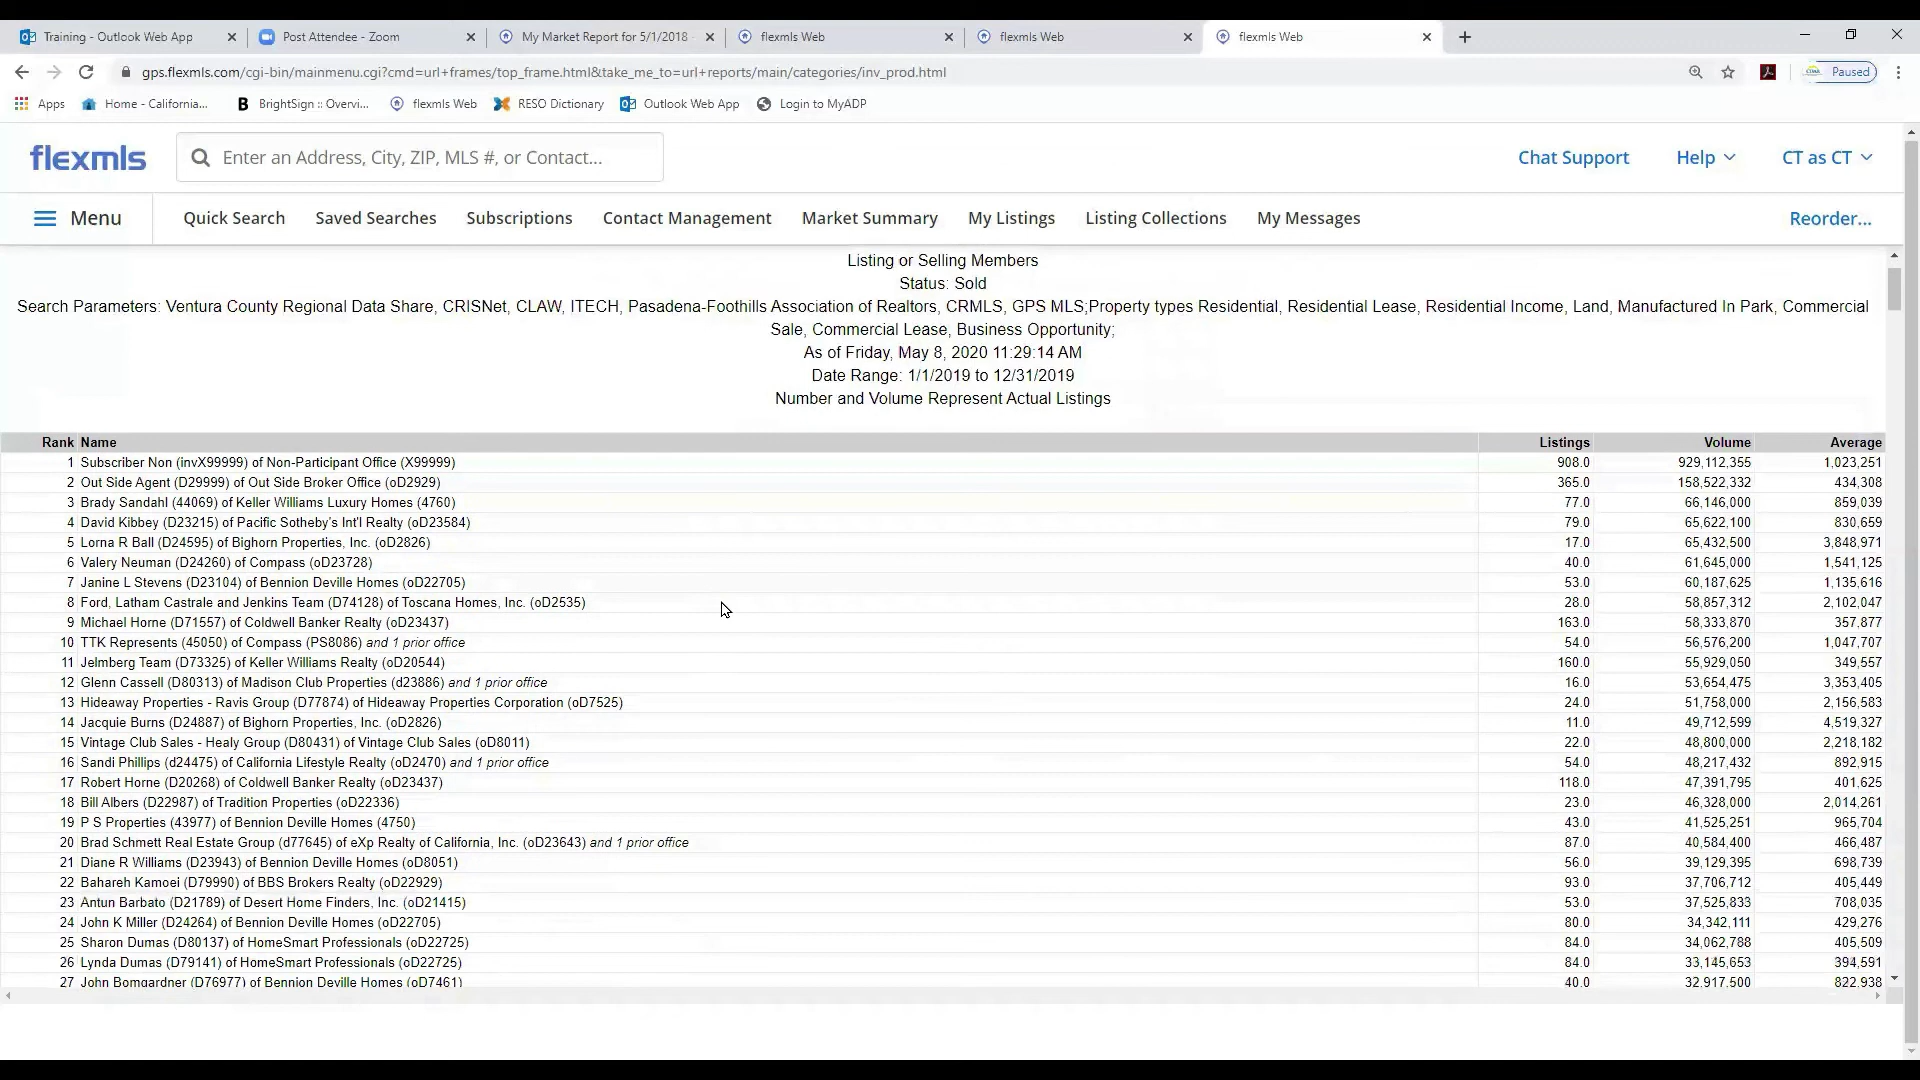 Training - Outlook Web App
Post Attendee - Zoom
My Market Report for 5/1/2018
flexmls Web
flexmls Web
flexmls Web
gps.flexmls.com/cgi-bin/mainmenu.cgi?cmd=url+frames/top_frame.html&take_me_to=url+reports/main/categories/inv_prod.html
Paused
Apps
Home - California...
BrightSign :: Overvi...
flexmls Web
RESO Dictionary
Outlook Web App
Login to MyADP
flexmls
Enter an Address, City, ZIP, MLS #, or Contact...
Chat Support
Help
CT as CT
Menu
Quick Search
Saved Searches
Subscriptions
Contact Management
Market Summary
My Listings
Listing Collections
My Messages
Reorder...
Listing or Selling Members
Status: Sold
Search Parameters: Ventura County Regional Data Share, CRISNet, CLAW, ITECH, Pasadena-Foothills Association of Realtors, CRMLS, GPS MLS;Property types Residential, Residential Lease, Residential Income, Land, Manufactured In Park, Commercial
Sale, Commercial Lease, Business Opportunity;
As of Friday, May 8, 2020 11:29:14 AM
Date Range: 1/1/2019 to 12/31/2019
Number and Volume Represent Actual Listings
Rank Name Listings Volume Average
1 Subscriber Non (invX99999) of Non-Participant Office (X99999) 908.0 929,112,355 1,023,251
2 Out Side Agent (D29999) of Out Side Broker Office (oD2929) 365.0 158,522,332 434,308
3 Brady Sandahl (44069) of Keller Williams Luxury Homes (4760) 77.0 66,146,000 859,039
4 David Kibbey (D23215) of Pacific Sotheby's Int'l Realty (oD23584) 79.0 65,622,100 830,659
5 Lorna R Ball (D24595) of Bighorn Properties, Inc. (oD2826) 17.0 65,432,500 3,848,971
6 Valery Neuman (D24260) of Compass (oD23728) 40.0 61,645,000 1,541,125
7 Janine L Stevens (D23104) of Bennion Deville Homes (oD22705) 53.0 60,187,625 1,135,616
8 Ford, Latham Castrale and Jenkins Team (D74128) of Toscana Homes, Inc. (oD2535) 28.0 58,857,312 2,102,047
9 Michael Horne (D71557) of Coldwell Banker Realty (oD23437) 163.0 58,333,870 357,877
10 TTK Represents (45050) of Compass (PS8086) and 1 prior office 54.0 56,576,200 1,047,707
11 Jelmberg Team (D73325) of Keller Williams Realty (oD20544) 160.0 55,929,050 349,557
12 Glenn Cassell (D80313) of Madison Club Properties (d23886) and 1 prior office 16.0 53,654,475 3,353,405
13 Hideaway Properties - Ravis Group (D77874) of Hideaway Properties Corporation (oD7525) 24.0 51,758,000 2,156,583
14 Jacquie Burns (D24887) of Bighorn Properties, Inc. (oD2826) 11.0 49,712,599 4,519,327
15 Vintage Club Sales - Healy Group (D80431) of Vintage Club Sales (oD8011) 22.0 48,800,000 2,218,182
16 Sandi Phillips (d24475) of California Lifestyle Realty (oD2470) and 1 prior office 54.0 48,217,432 892,915
17 Robert Horne (D20268) of Coldwell Banker Realty (oD23437) 118.0 47,391,795 401,625
18 Bill Albers (D22987) of Tradition Properties (oD22336) 23.0 46,328,000 2,014,261
19 P S Properties (43977) of Bennion Deville Homes (4750) 43.0 41,525,251 965,704
20 Brad Schmett Real Estate Group (d77645) of eXp Realty of California, Inc. (oD23643) and 1 prior office 87.0 40,584,400 466,487
21 Diane R Williams (D23943) of Bennion Deville Homes (oD8051) 56.0 39,129,395 698,739
22 Bahareh Kamoei (D79990) of BBS Brokers Realty (oD22929) 93.0 37,706,712 405,449
23 Antun Barbato (D21789) of Desert Home Finders, Inc. (oD21415) 53.0 37,525,833 708,035
24 John K Miller (D24264) of Bennion Deville Homes (oD22705) 80.0 34,342,111 429,276
25 Sharon Dumas (D80137) of HomeSmart Professionals (oD22725) 84.0 34,062,788 405,509
26 Lynda Dumas (D79141) of HomeSmart Professionals (oD22725) 84.0 33,145,653 394,591
27 John Bomgardner (D76977) of Bennion Deville Homes (oD7461) 40.0 32,917,500 822,938